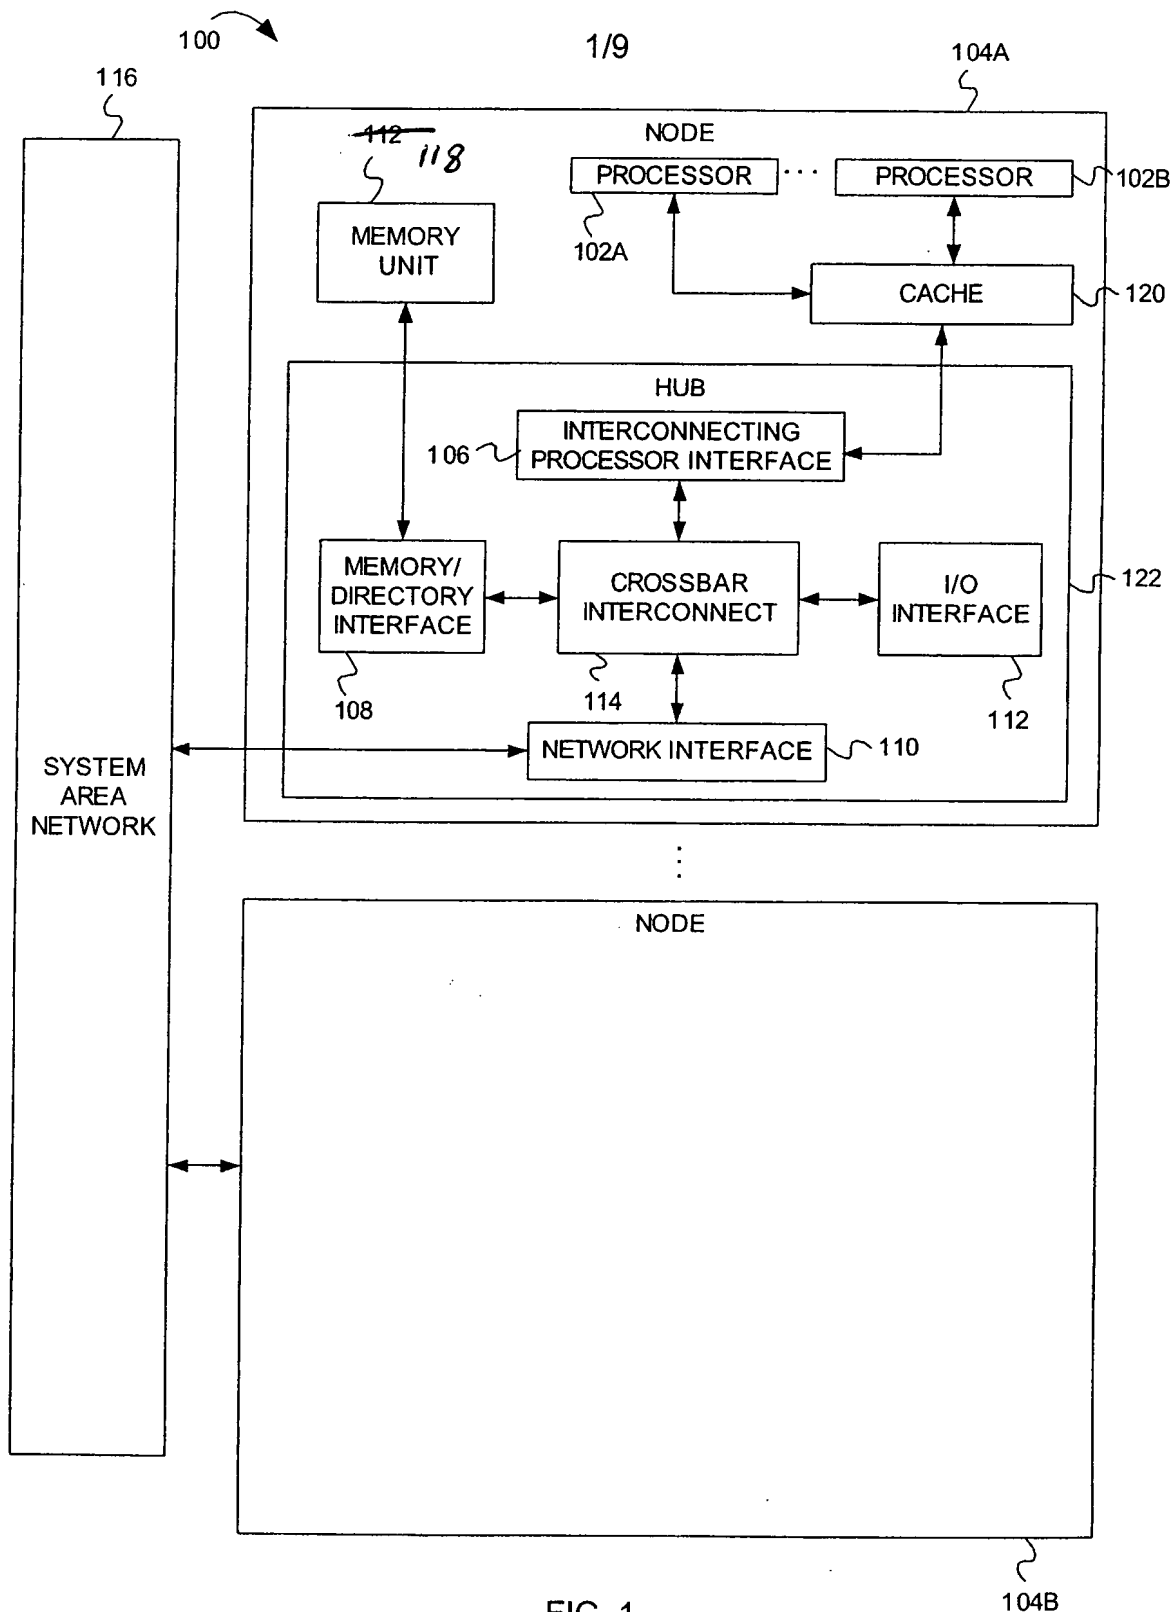 100
1/9
116
104A
NODE
112
118
PROCESSOR
...
PROCESSOR
102B
102A
MEMORY
UNIT
CACHE
120
HUB
INTERCONNECTING
PROCESSOR INTERFACE
106
MEMORY/
DIRECTORY
INTERFACE
CROSSBAR
INTERCONNECT
I/O
INTERFACE
122
108
114
112
NETWORK INTERFACE
110
SYSTEM
AREA
NETWORK
NODE
104B
FIG. 1